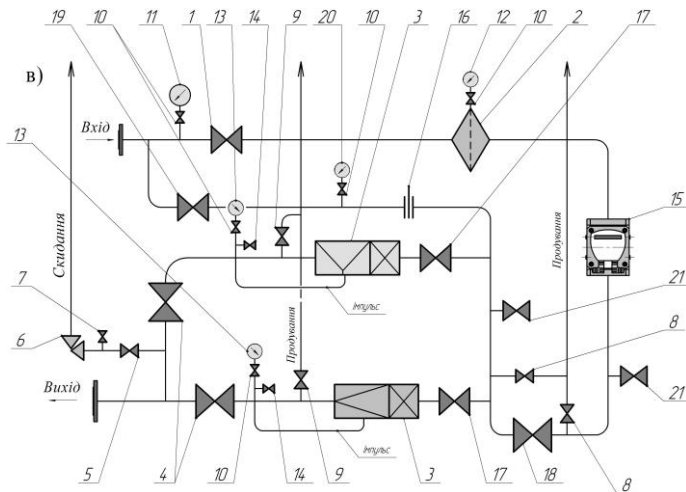 19 10 11 1 13 14 9 20 10 3 16 12 10 2 17
в)
Вхід
13
15
Скидання
Продування
7
Імпульс
21
6
Продування
8
Вихід
21
Імпульс
5 4 10 14 9 3 17 18 8